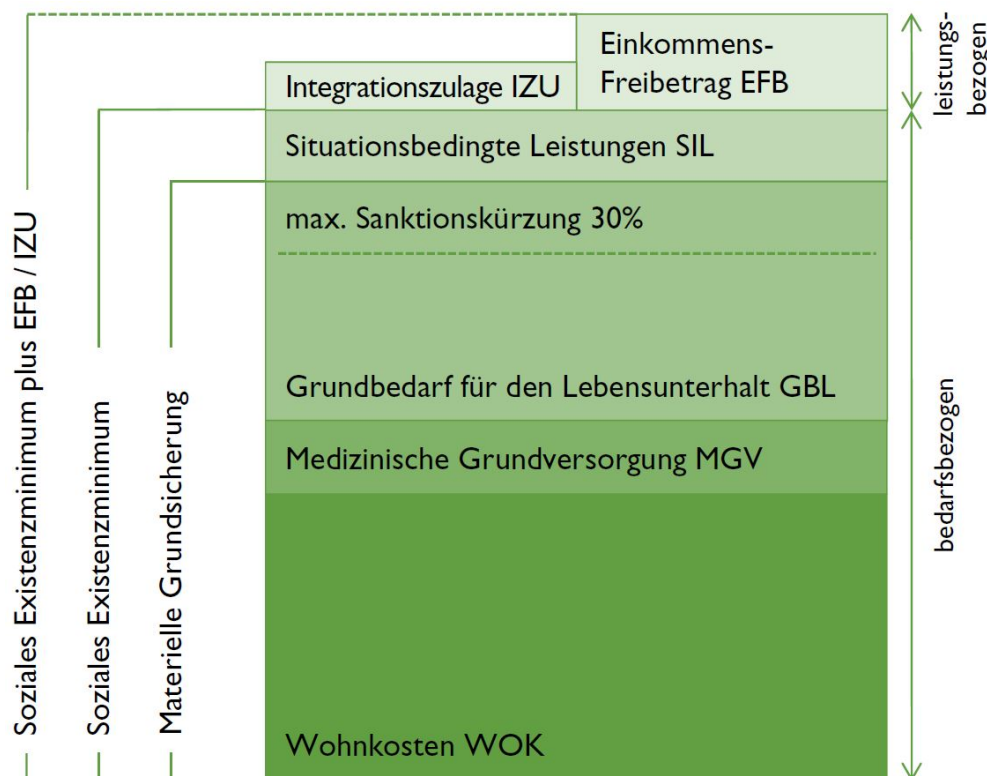 Einkommens-
Freibetrag EFB
Integrationszulage IZU
Situationsbedingte Leistungen SIL
max. Sanktionskürzung 30%
Grundbedarf für den Lebensunterhalt GBL
Medizinische Grundversorgung MGV
Wohnkosten WOK
Soziales Existenzminimum plus EFB / IZU
Soziales Existenzminimum
Materielle Grundsicherung
leistungs-
bezogen
bedarfsbezogen